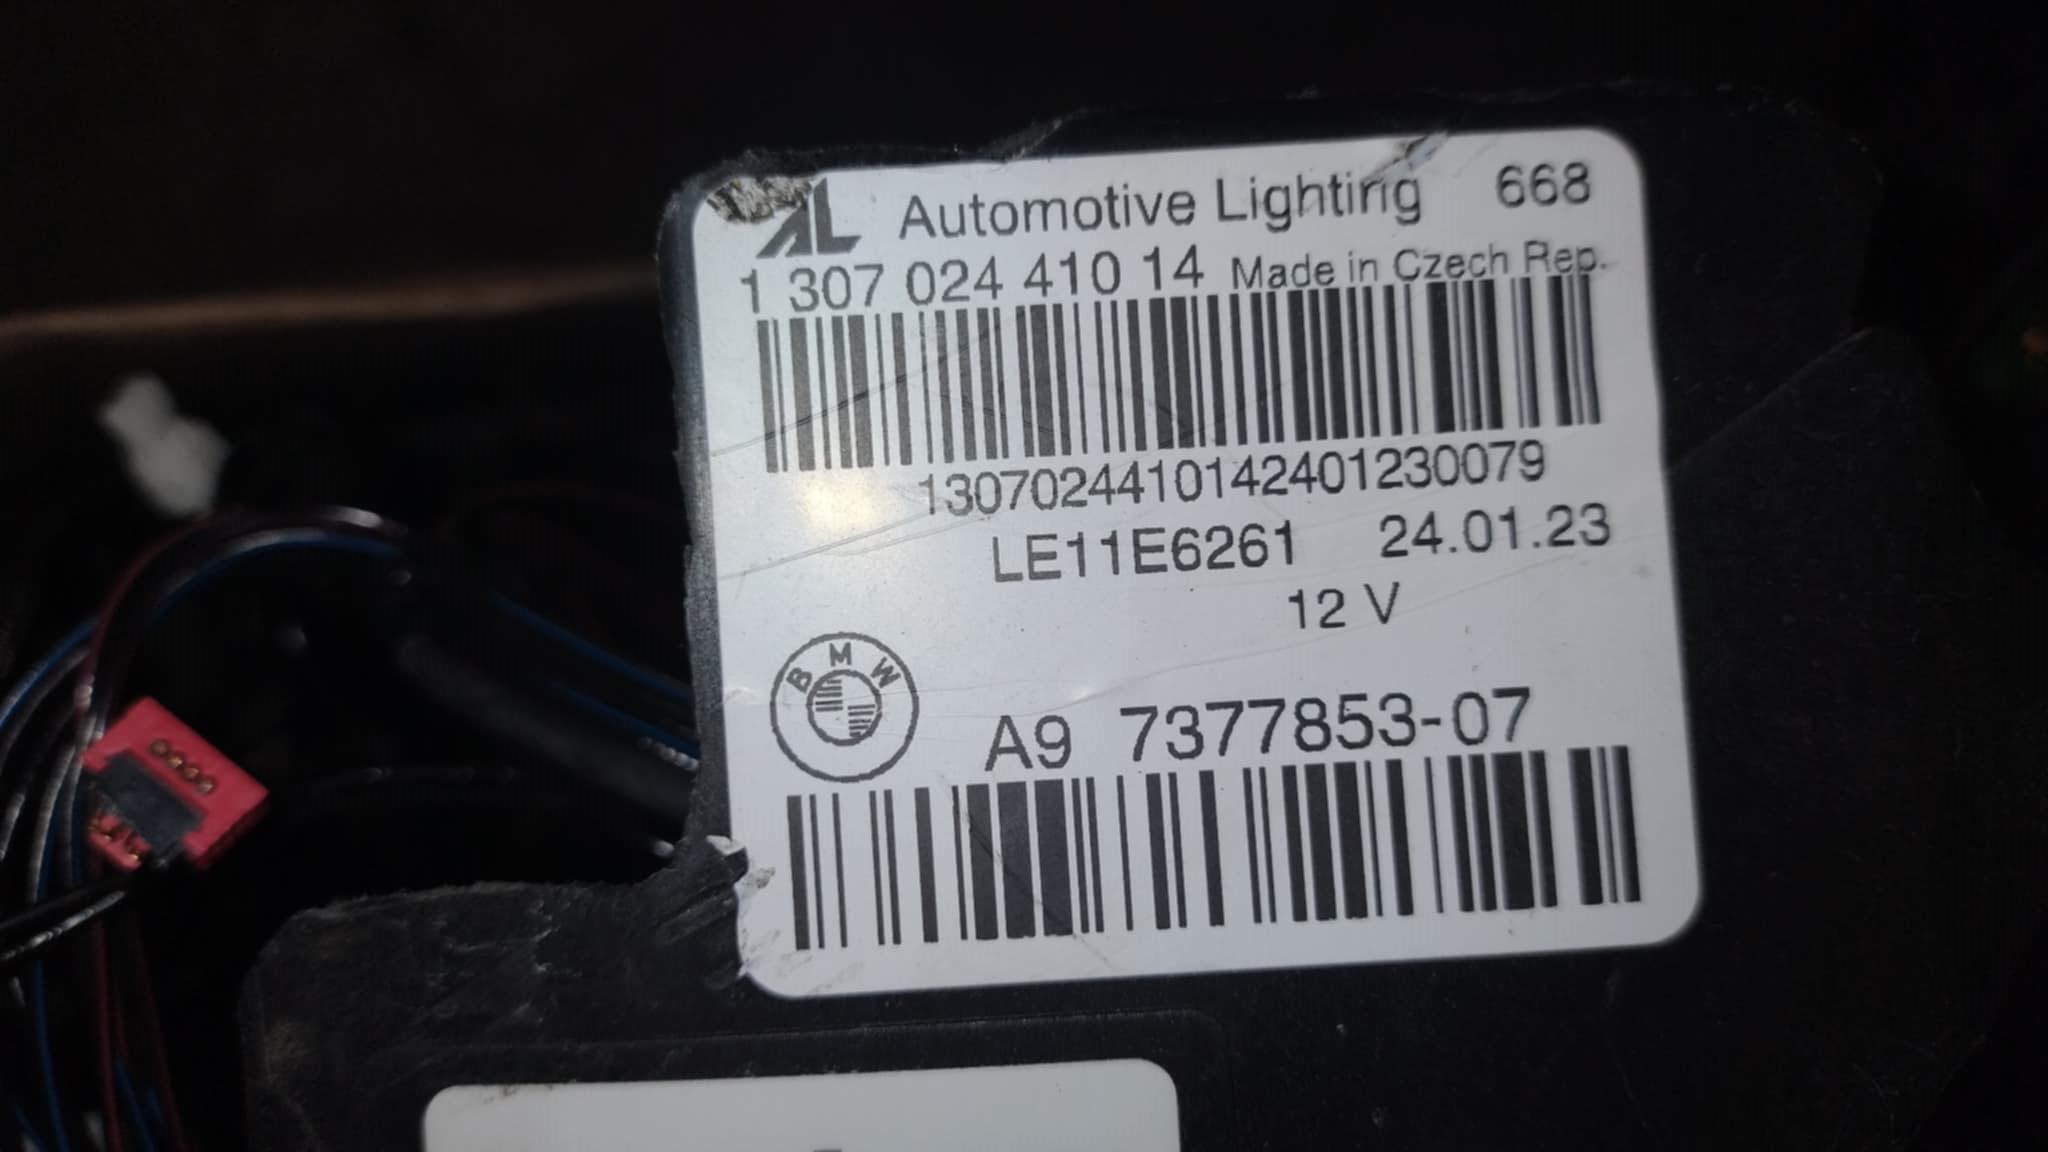 AL Automotive Lighting 668
1 307 024 410 14 Made in Czech Rep.
1307024410142401230079
LE11E6261 24.01.23
12 V
BMW
A9 7377853-07